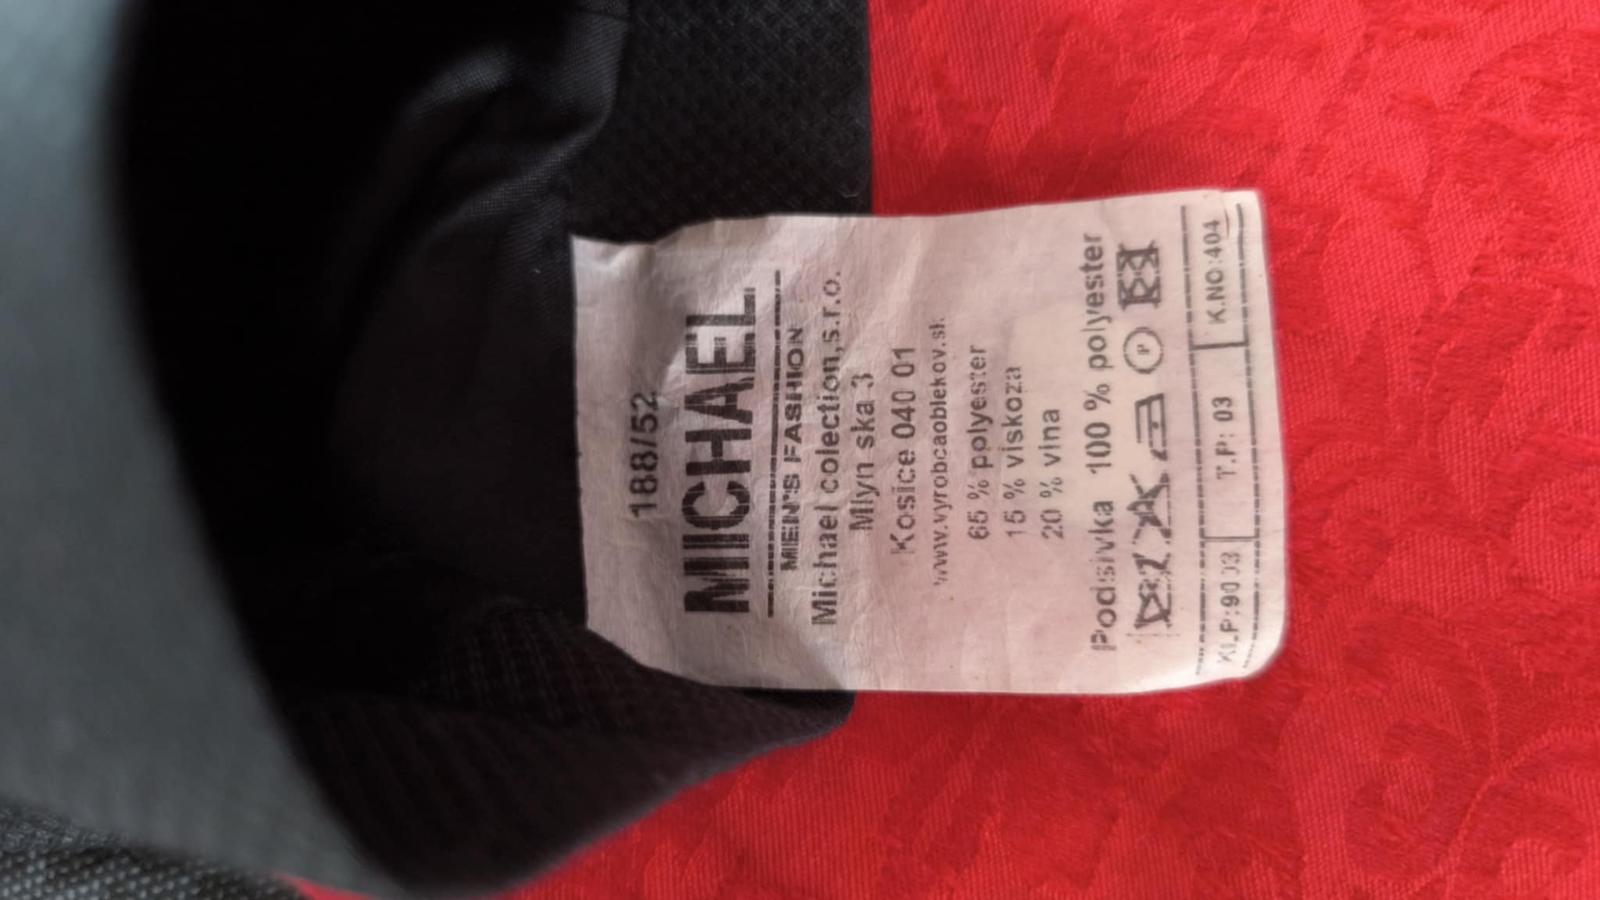 188/52
MICHAEL
MEN'S FASHION
Michael colection,s.r.o.
Mlyn ska 3
Kosice 040 01
www.vyrobcaoblekov.sk
65 % polyester
15 % viskoza
20 % vlna
Podsivka 100 % polyester
P
KL.P:9003 T.P: 03 K.NO:404